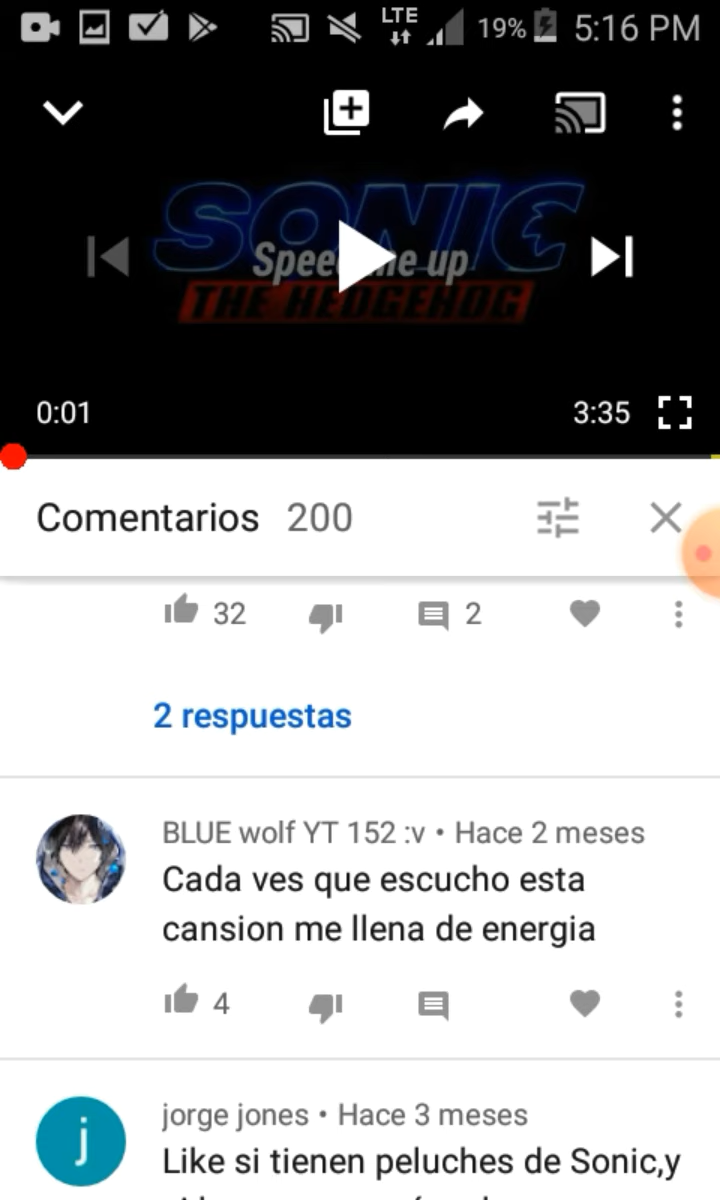 LTE 19% 5:16 PM
SONIC
me up
THE HEDGEHOG
0:01 3:35
Comentarios 200
32 2
2 respuestas
BLUE wolf YT 152 :v • Hace 2 meses
Cada ves que escucho esta
cansion me llena de energia
4
j jorge jones • Hace 3 meses
Like si tienen peluches de Sonic,y